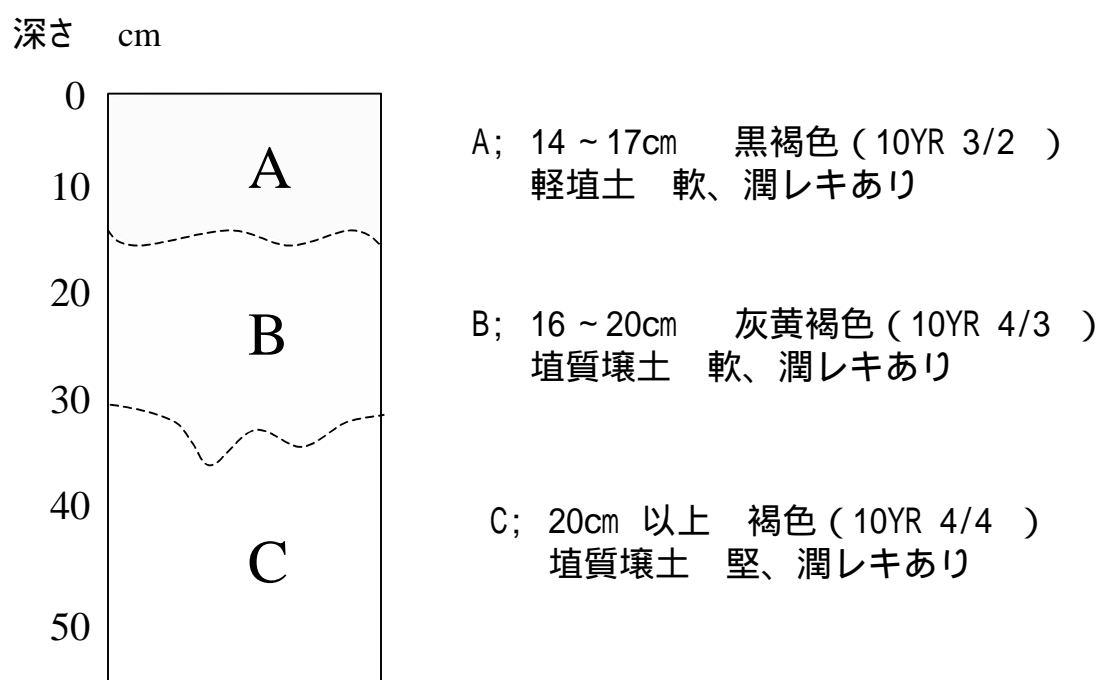 深さ　cm
0
A
10
20
B
30
40
C
50
A; 14 ~ 17cm　黒褐色 ( 10YR 3/2　)
軽埴土　軟、潤レキあり
B; 16 ~ 20cm　灰黄褐色 ( 10YR 4/3　)
埴質壌土　軟、潤レキあり
C; 20cm 以上　褐色 ( 10YR 4/4　)
埴質壌土　堅、潤レキあり